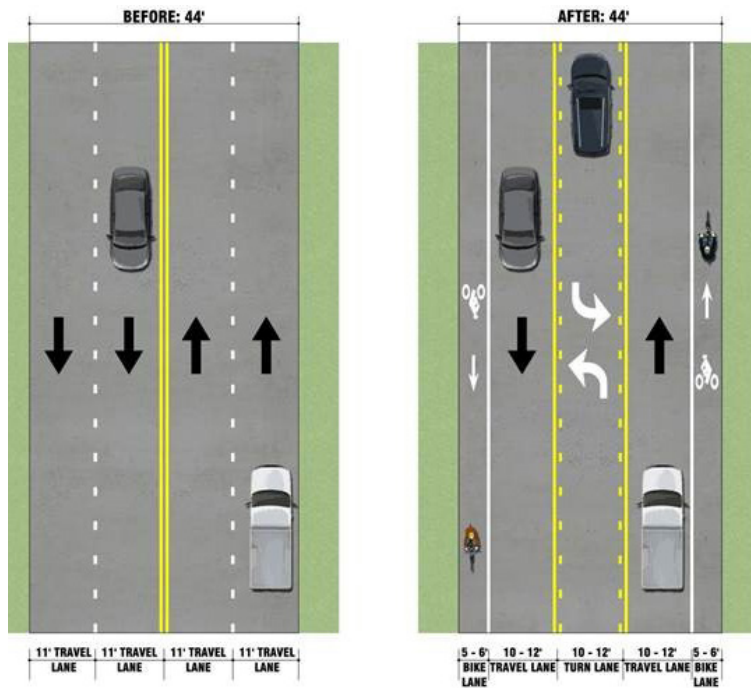 BEFORE: 44'
11' TRAVEL LANE
11' TRAVEL LANE
11' TRAVEL LANE
11' TRAVEL LANE
AFTER: 44'
5 - 6' BIKE LANE
10 - 12' TRAVEL LANE
10 - 12' TURN LANE
10 - 12' TRAVEL LANE
5 - 6' BIKE LANE